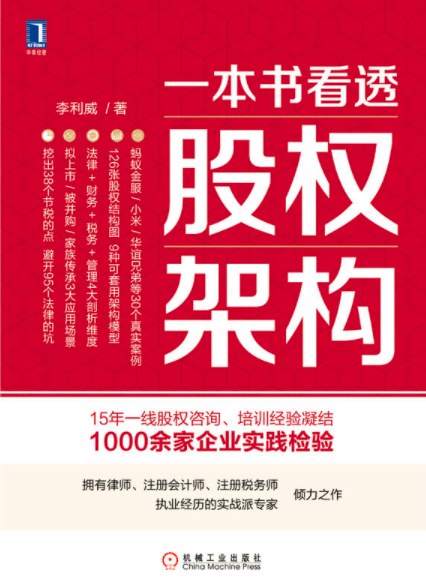 华章经管
一本书看透
李利威 / 著
股权
架构
蚂蚁金服/小米/华谊兄弟等30个真实案例
126张股权结构图 9种可套用架构模型
法律+财务+税务+管理4大剖析维度
拟上市/被并购/家族传承3大应用场景
挖出38个节税的点 避开95个法律的坑
15年一线股权咨询、培训经验凝结
1000余家企业实践检验
拥有律师、注册会计师、注册税务师
执业经历的实战派专家 倾力之作
机械工业出版社
China Machine Press